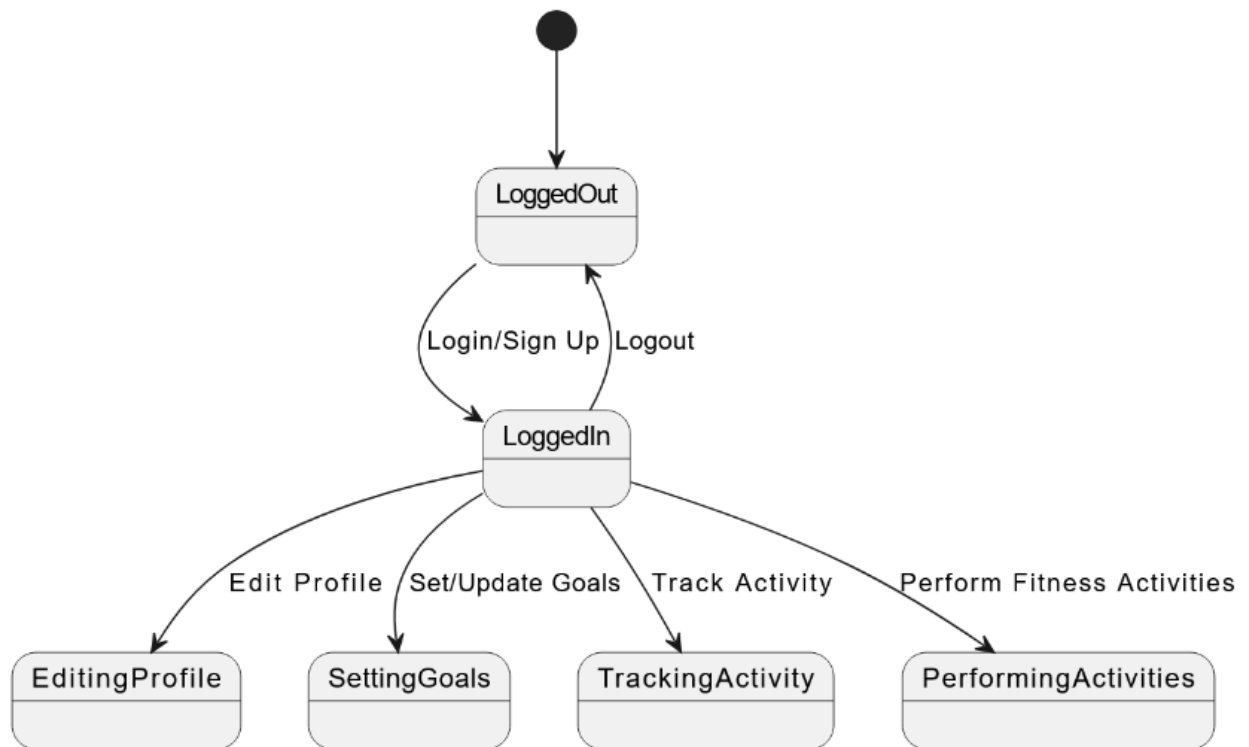 LoggedOut
Login/Sign Up
Logout
LoggedIn
Edit Profile
Set/Update Goals
Track Activity
Perform Fitness Activities
EditingProfile
SettingGoals
TrackingActivity
PerformingActivities